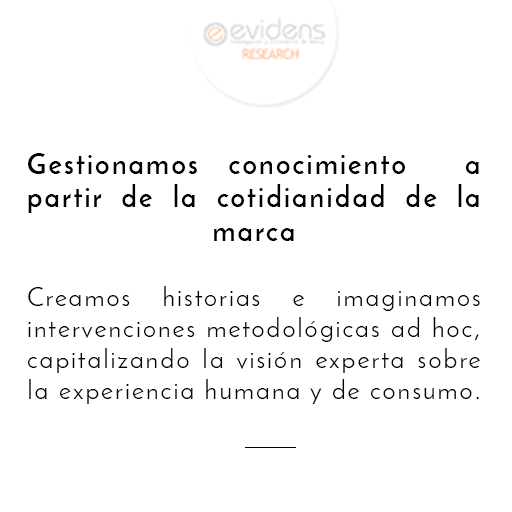 evidens
RESEARCH
Gestionamos conocimiento a
partir de la cotidianidad de la
marca
Creamos historias e imaginamos
intervenciones metodológicas ad hoc,
capitalizando la visión experta sobre
la experiencia humana y de consumo.